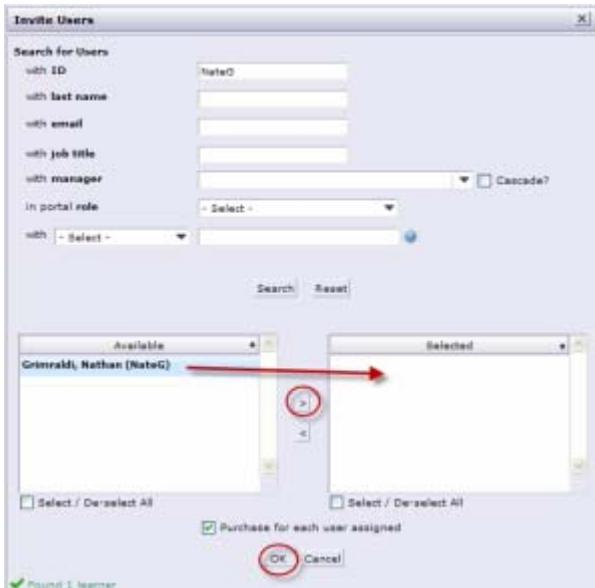 Invite Users X
Search for Users
with ID NateG
with last name
with email
with job title
with manager Cascade?
in portal role - Select -
with - Select -
Search Reset
Available Selected
Grimraldi, Nathan (NateG)
>
<
Select / De-select All Select / De-select All
Purchase for each user assigned
OK Cancel
Found 1 learner